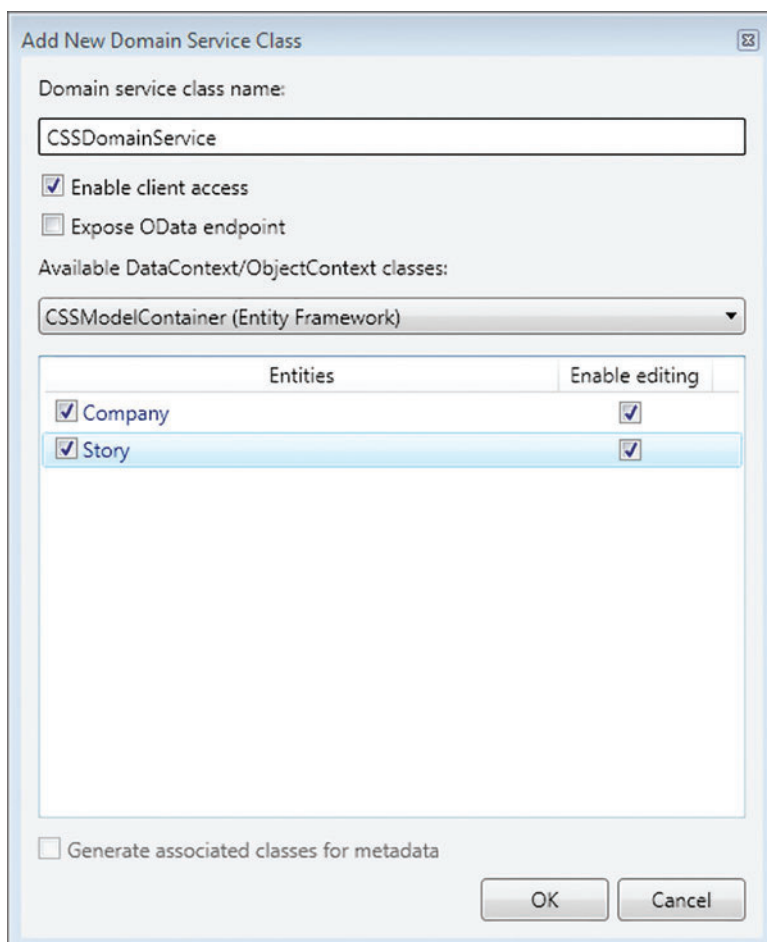 Add New Domain Service Class
Domain service class name:
CSSDomainService
Enable client access
Expose OData endpoint
Available DataContext/ObjectContext classes:
CSSModelContainer (Entity Framework)
Entities Enable editing
Company
Story
Generate associated classes for metadata
OK Cancel